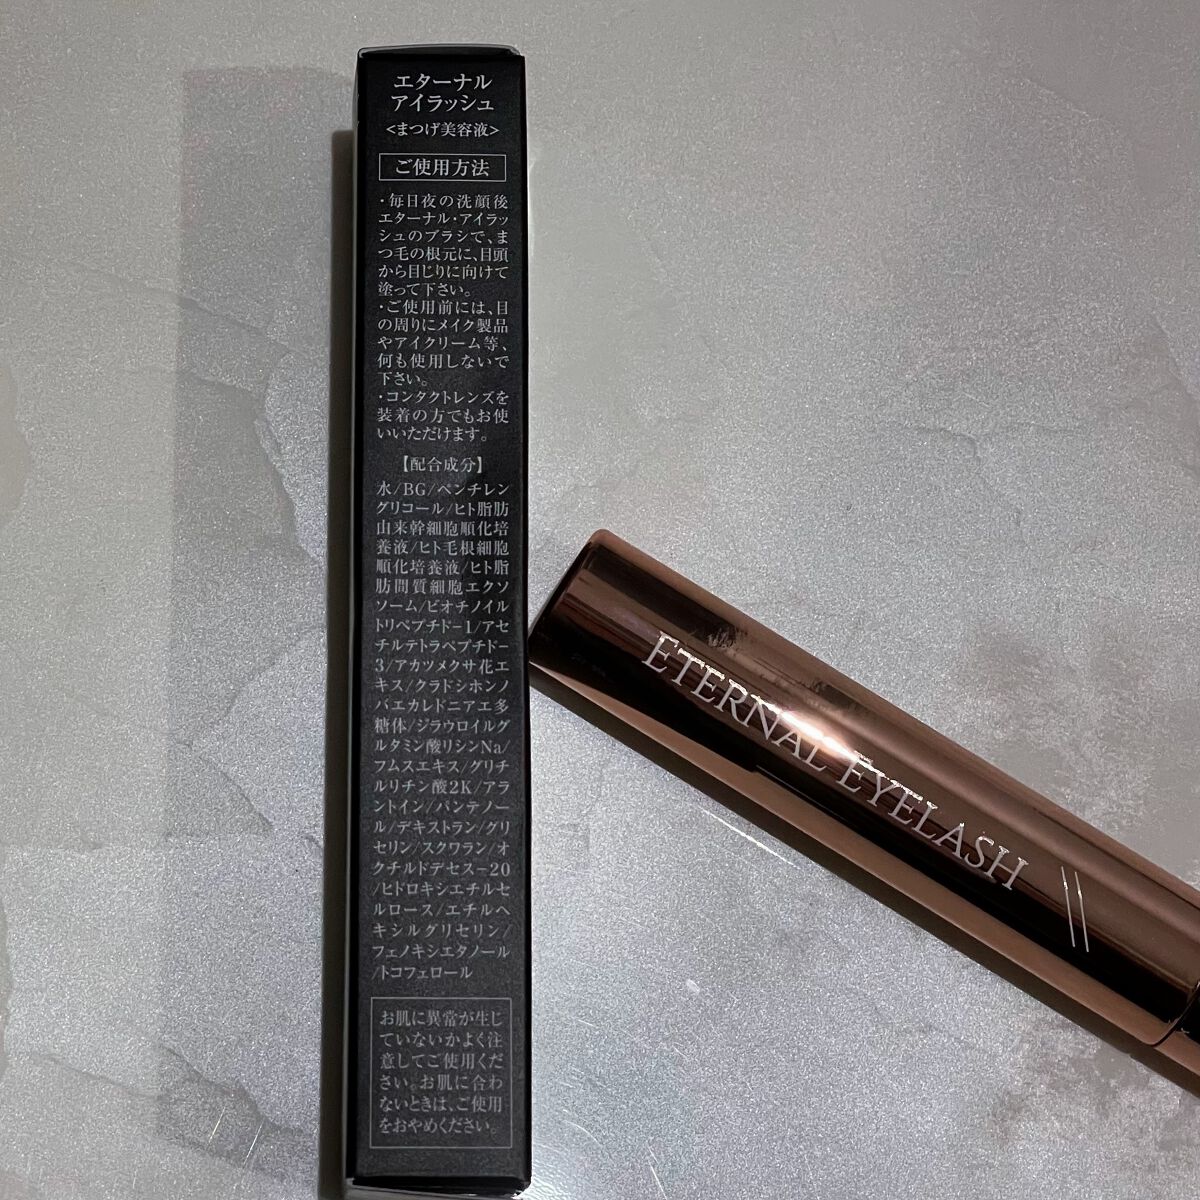 エターナル
アイラッシュ
<まつげ美容液>
ご使用方法
・毎日夜の洗顔後
エターナル・アイラッ
シュのブラシで、ま
つ毛の根元に、目頭
から目じりに向けて
塗って下さい。
・ご使用前には、目
の周りにメイク製品
やアイクリーム等、
何も使用しないで
下さい。
・コンタクトレンズを
装着の方でもお使
いいただけます。
【配合成分】
水/BG/ペンチレン
グリコール/ヒト脂肪
由来幹細胞順化培
養液/ヒト毛根細胞
順化培養液/ヒト脂
肪間質細胞エクソ
ソーム/ビオチノイル
トリペプチド-1/アセ
チルテトラペプチド-
3/アカツメクサ花エ
キス/クラドシホンノ
バエカレドニアエ多
糖体/ジラウロイルグ
ルタミン酸リシンNa/
フムスエキス/グリチ
ルリチン酸2K/アラ
ントイン/パンテノー
ル/デキストラン/グリ
セリン/スクワラン/オ
クチルドデセス-20
/ヒドロキシエチルセ
ルロース/エチルヘ
キシルグリセリン/
フェノキシエタノール
/トコフェロール
お肌に異常が生じ
ていないかよく注
意してご使用くだ
さい。お肌に合わ
ないときは、ご使用
をおやめください。
ETERNAL EYELASH